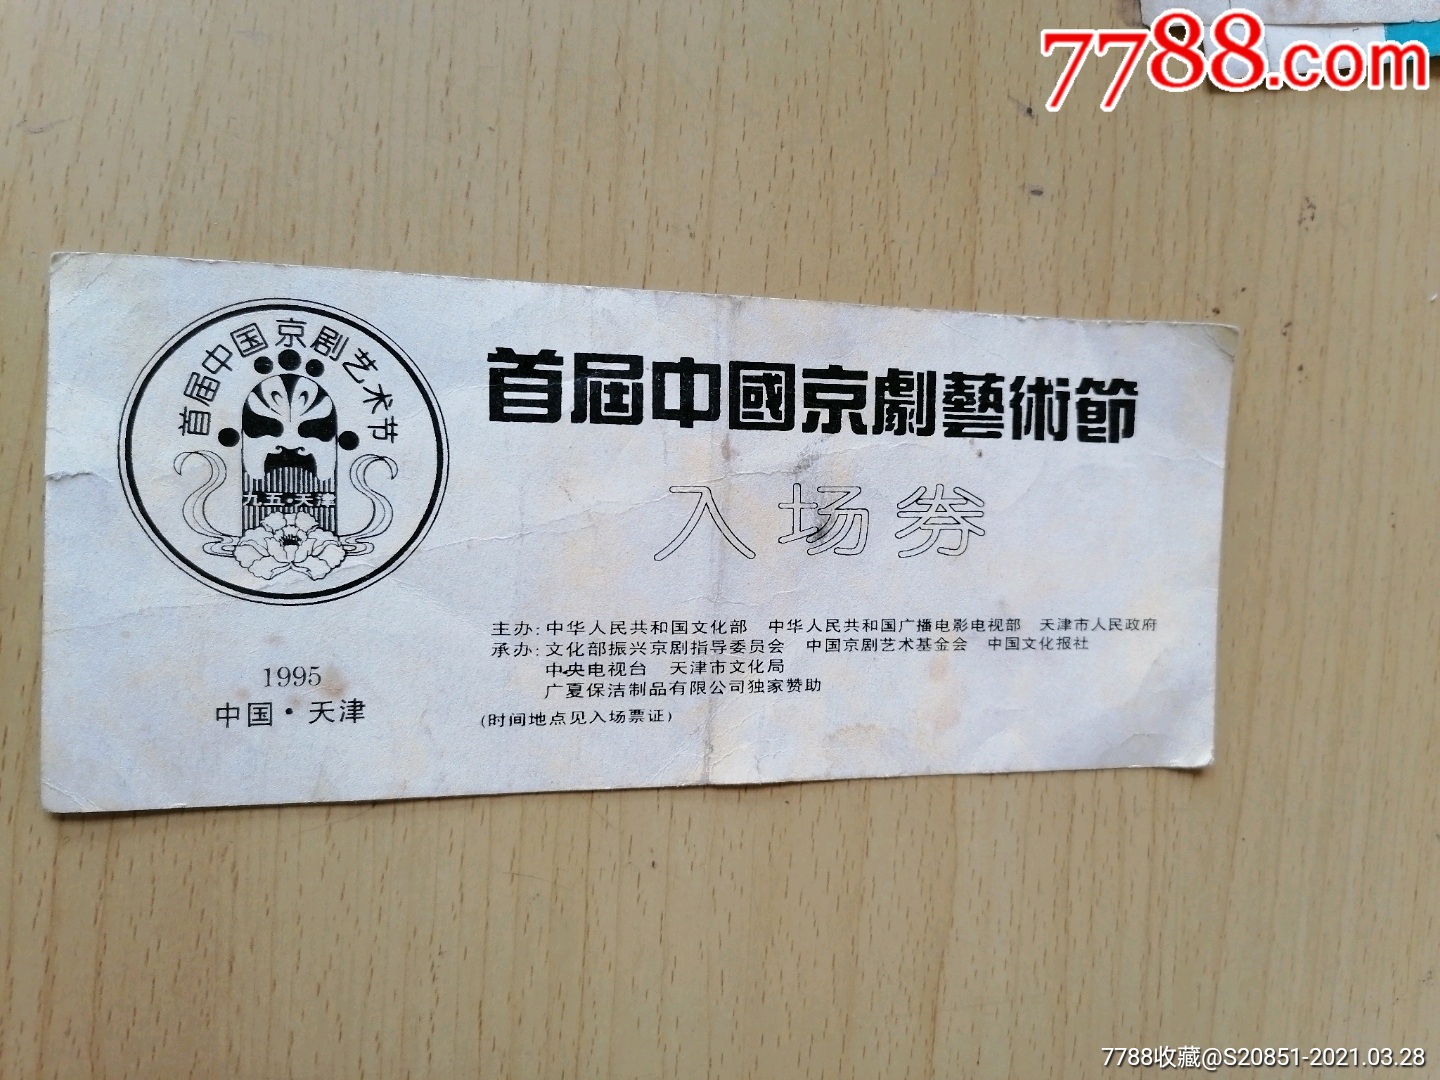 7788.com
首届中国京剧艺术节
九五·天津
1995
中国·天津
首届中國京劇藝術節
入场券
主办:中华人民共和国文化部 中华人民共和国广播电影电视部 天津市人民政府
承办:文化部振兴京剧指导委员会 中国京剧艺术基金会 中国文化报社
中央电视台 天津市文化局
广夏保洁制品有限公司独家赞助
(时间地点见入场票证)
7788收藏@S20851-2021.03.28